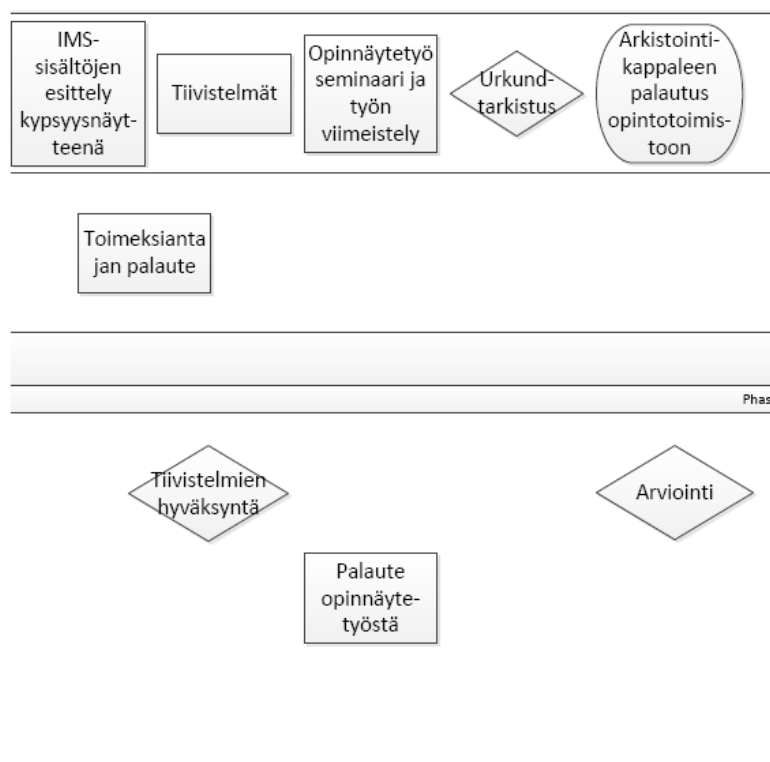 IMS-
sisältöjen
esittely
kypsyysnäyt-
teenä
Tiivistelmät
Opinnäytetyö
seminaari ja
työn
viimeistely
Urkund-
tarkistus
Arkistointi-
kappaleen
palautus
opintotoimis-
toon
Toimeksianta
jan palaute
Phas
Tiivistelmien
hyväksyntä
Arviointi
Palaute
opinnäyte-
työstä